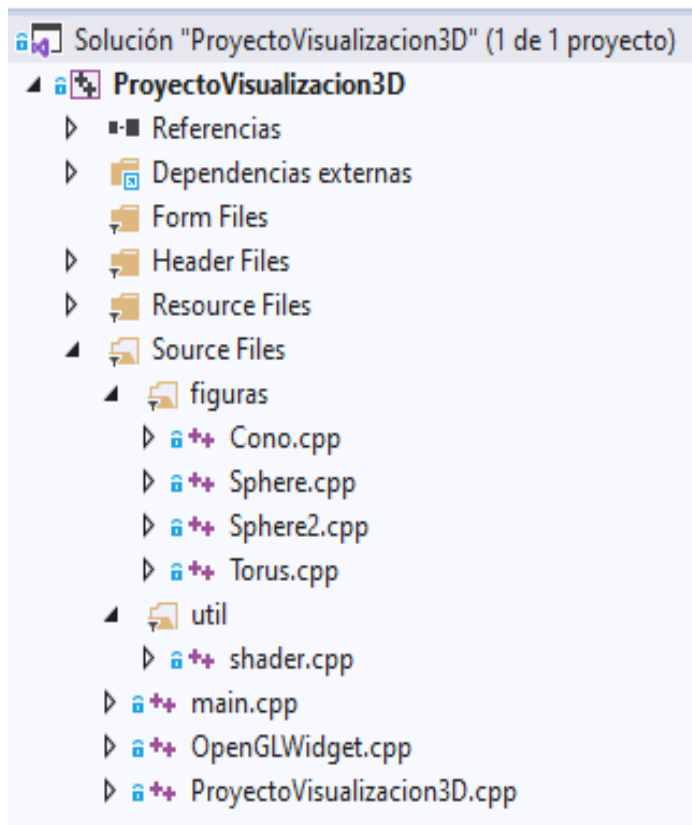 Solución "ProyectoVisualizacion3D" (1 de 1 proyecto)
ProyectoVisualizacion3D
Referencias
Dependencias externas
Form Files
Header Files
Resource Files
Source Files
figuras
Cono.cpp
Sphere.cpp
Sphere2.cpp
Torus.cpp
util
shader.cpp
main.cpp
OpenGLWidget.cpp
ProyectoVisualizacion3D.cpp